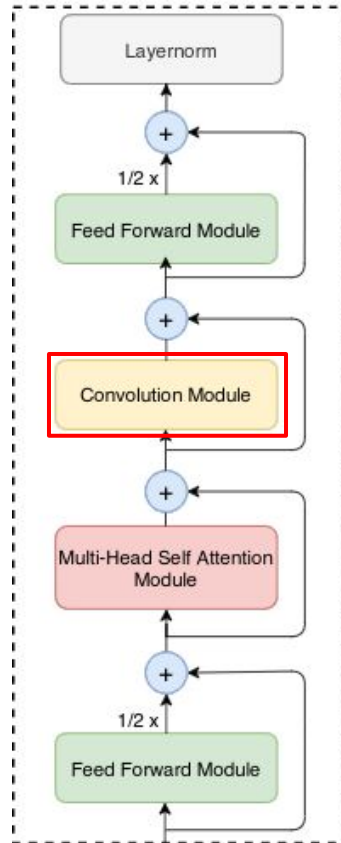 Layernorm
+
1/2 x
Feed Forward Module
+
Convolution Module
+
Multi-Head Self Attention
Module
+
1/2 x
Feed Forward Module